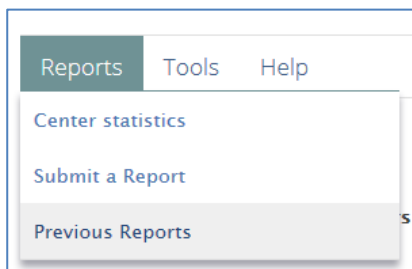 Reports Tools Help
Center statistics
Submit a Report
Previous Reports